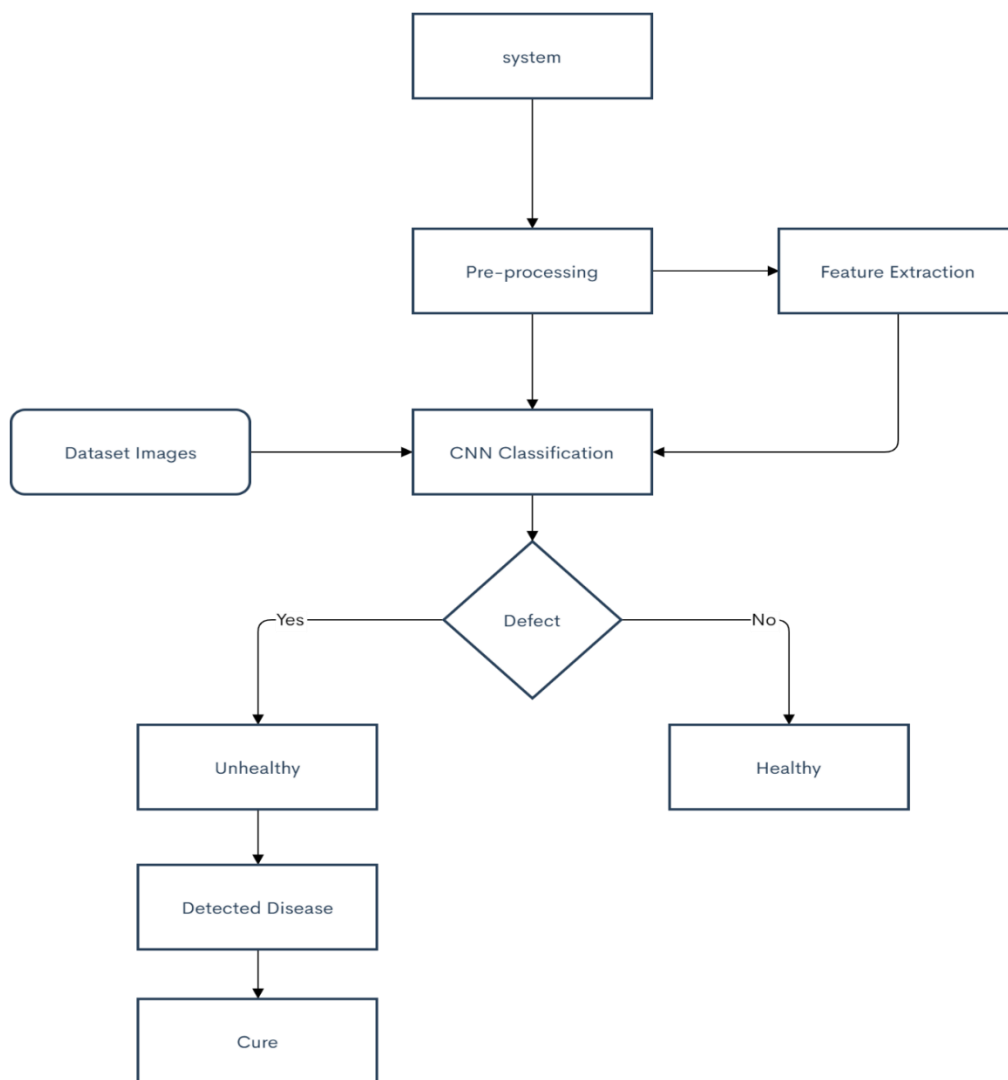 system
Pre-processing
Feature Extraction
Dataset Images
CNN Classification
Defect
Yes
No
Unhealthy
Healthy
Detected Disease
Cure